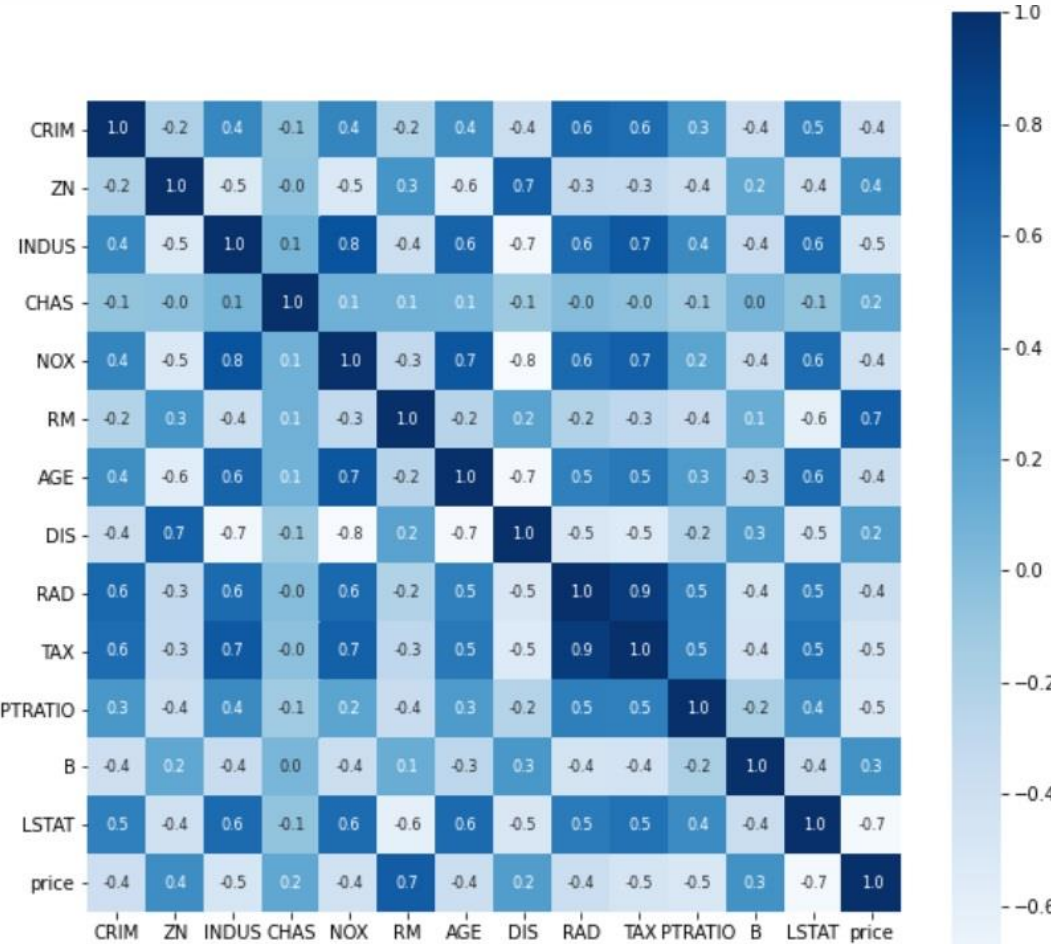 1.0
CRIM 1.0 -0.2 0.4 -0.1 0.4 -0.2 0.4 -0.4 0.6 0.6 0.3 -0.4 0.5 -0.4
0.8
ZN -0.2 1.0 -0.5 -0.0 -0.5 0.3 -0.6 0.7 -0.3 -0.3 -0.4 0.2 -0.4 0.4
INDUS 0.4 -0.5 1.0 0.1 0.8 -0.4 0.6 -0.7 0.6 0.7 0.4 -0.4 0.6 -0.5
0.6
CHAS -0.1 -0.0 0.1 1.0 0.1 0.1 0.1 -0.1 -0.0 -0.0 -0.1 0.0 -0.1 0.2
0.4
NOX 0.4 -0.5 0.8 0.1 1.0 -0.3 0.7 -0.8 0.6 0.7 0.2 -0.4 0.6 -0.4
RM -0.2 0.3 -0.4 0.1 -0.3 1.0 -0.2 0.2 -0.2 -0.3 -0.4 0.1 -0.6 0.7
0.2
AGE 0.4 -0.6 0.6 0.1 0.7 -0.2 1.0 -0.7 0.5 0.5 0.3 -0.3 0.6 -0.4
DIS -0.4 0.7 -0.7 -0.1 -0.8 0.2 -0.7 1.0 -0.5 -0.5 -0.2 0.3 -0.5 0.2
0.0
RAD 0.6 -0.3 0.6 -0.0 0.6 -0.2 0.5 -0.5 1.0 0.9 0.5 -0.4 0.5 -0.4
TAX 0.6 -0.3 0.7 -0.0 0.7 -0.3 0.5 -0.5 0.9 1.0 0.5 -0.4 0.5 -0.5
−0.2
PTRATIO 0.3 -0.4 0.4 -0.1 0.2 -0.4 0.3 -0.2 0.5 0.5 1.0 -0.2 0.4 -0.5
B -0.4 0.2 -0.4 0.0 -0.4 0.1 -0.3 0.3 -0.4 -0.4 -0.2 1.0 -0.4 0.3
−0.4
LSTAT 0.5 -0.4 0.6 -0.1 0.6 -0.6 0.6 -0.5 0.5 0.5 0.4 -0.4 1.0 -0.7
price -0.4 0.4 -0.5 0.2 -0.4 0.7 -0.4 0.2 -0.4 -0.5 -0.5 0.3 -0.7 1.0
−0.6
CRIM ZN INDUS CHAS NOX RM AGE DIS RAD TAX PTRATIO B LSTAT price